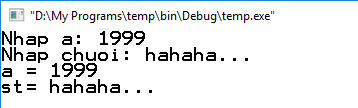 "D:\My Programs\temp\bin\Debug\temp.exe"
Nhap a: 1999
Nhap chuoi: hahaha...
a = 1999
st= hahaha...